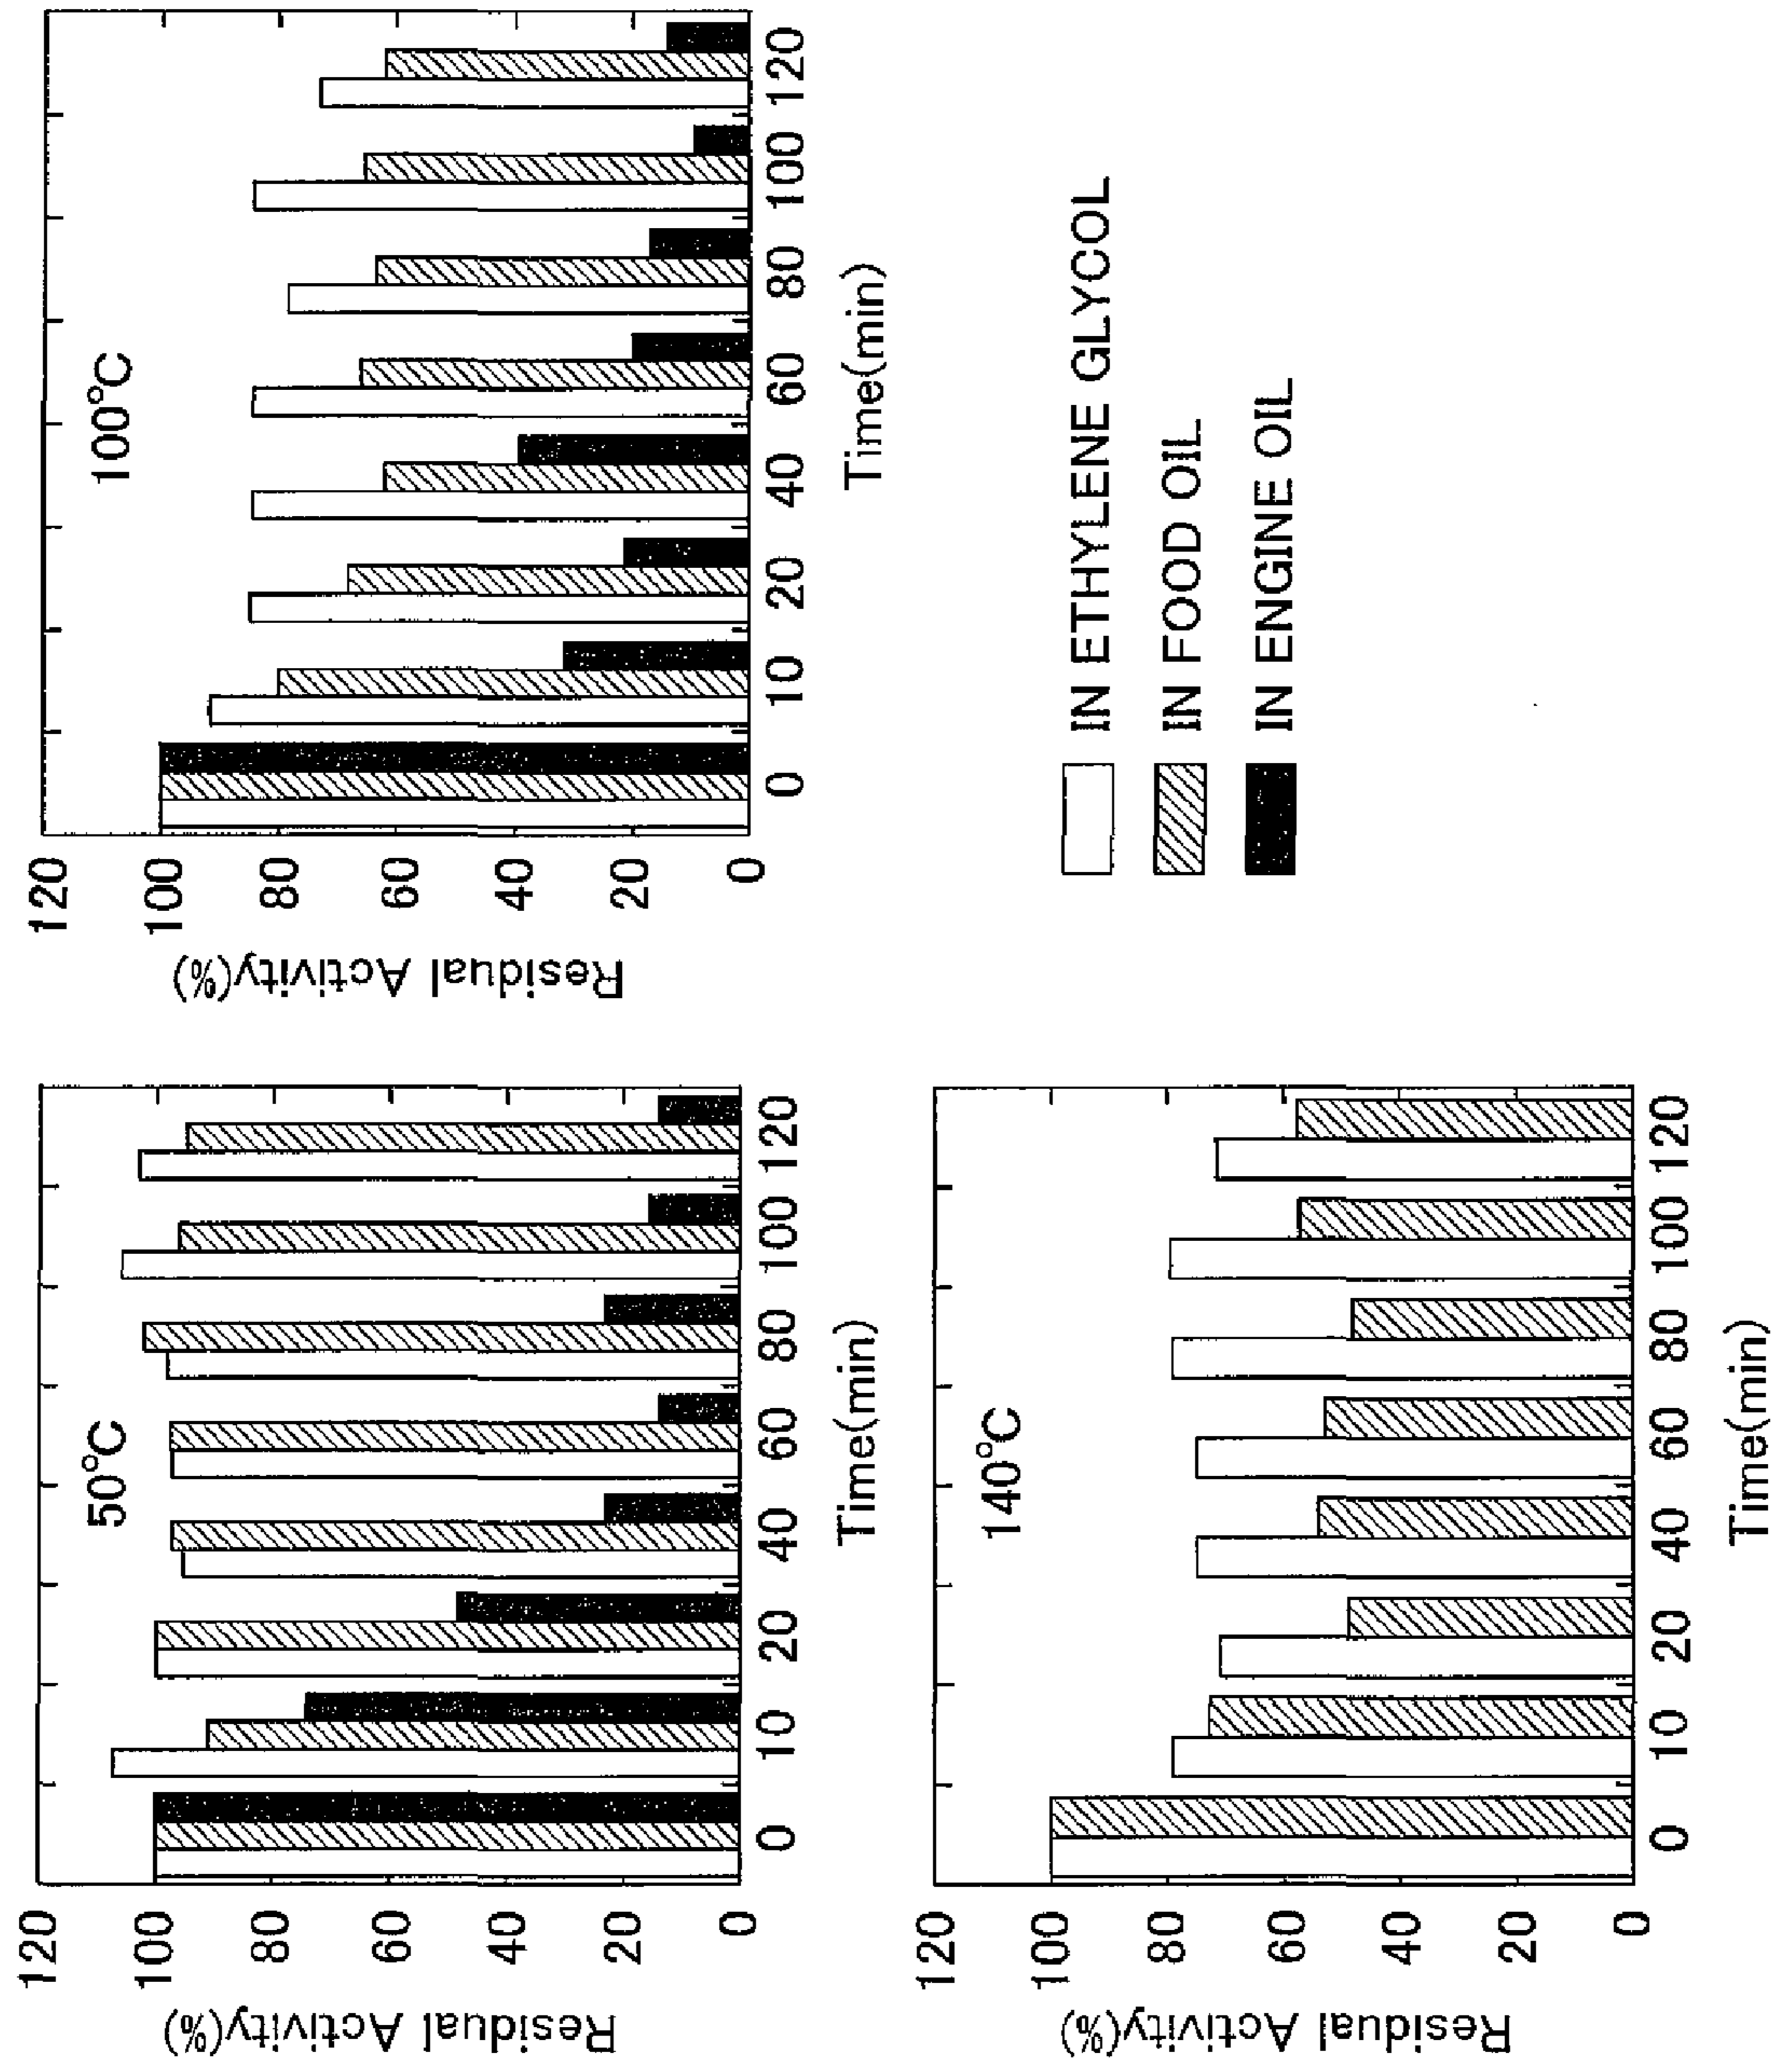 50°C
Residual Activity(%)
120
100
80
60
40
20
0
0 10 20 40 60 80 100 120
Time(min)
100°C
Residual Activity(%)
120
100
80
60
40
20
0
0 10 20 40 60 80 100 120
Time(min)
140°C
Residual Activity(%)
120
100
80
60
40
20
0
0 10 20 40 60 80 100 120
Time(min)
IN ETHYLENE GLYCOL
IN FOOD OIL
IN ENGINE OIL